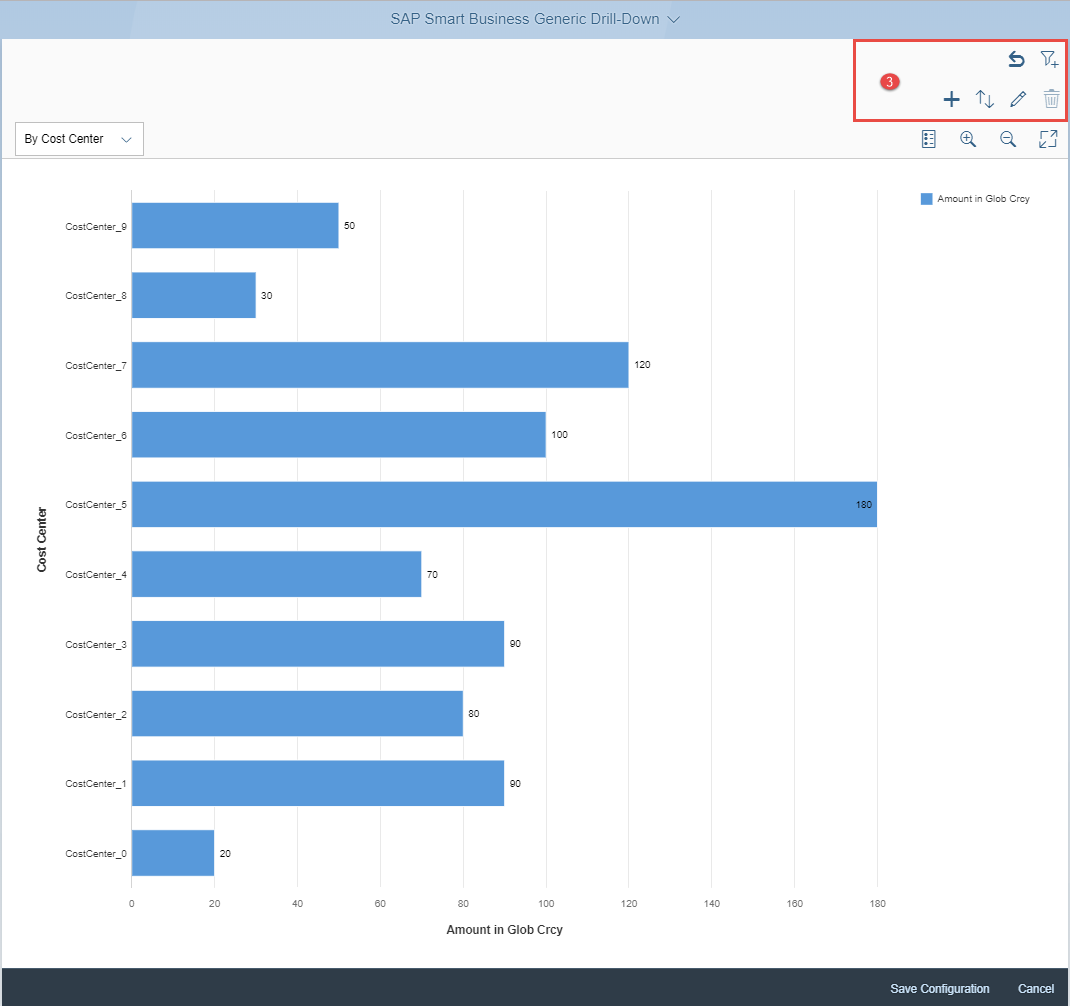 SAP Smart Business Generic Drill-Down
3
By Cost Center
Amount in Glob Crcy
CostCenter_9 50
CostCenter_8 30
CostCenter_7 120
CostCenter_6 100
CostCenter_5 180
CostCenter_4 70
CostCenter_3 90
CostCenter_2 80
CostCenter_1 90
CostCenter_0 20
Cost Center
0 20 40 60 80 100 120 140 160 180
Amount in Glob Crcy
Save Configuration Cancel